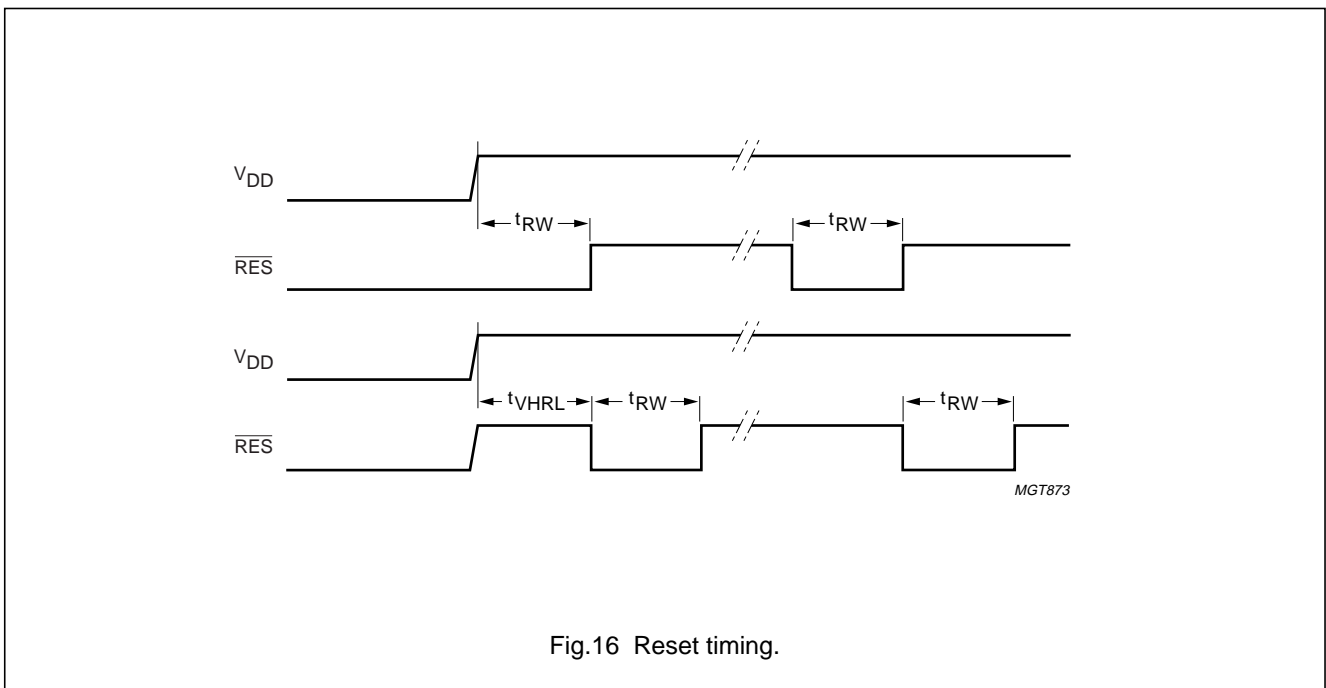 VDD
tRW tRW
RES
VDD
tVHRL tRW tRW
RES
MGT873
Fig.16 Reset timing.